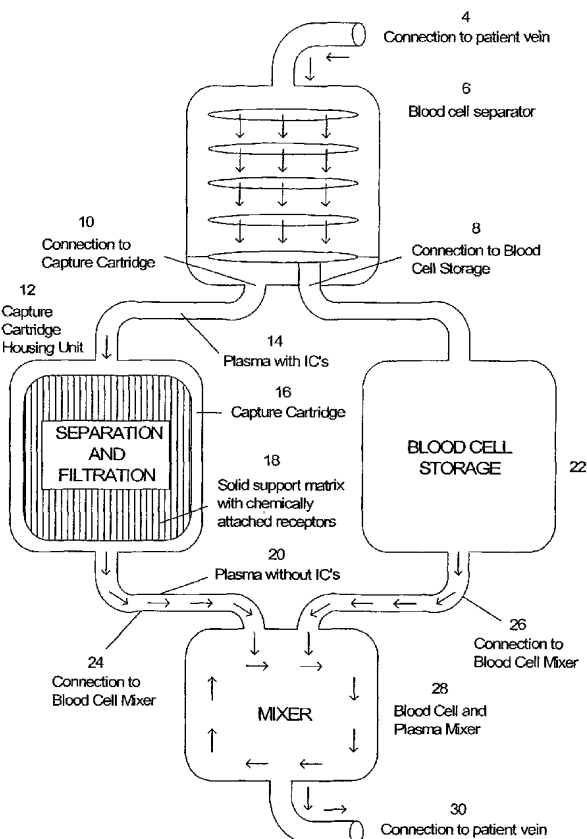 4
Connection to patient vein
6
Blood cell separator
10
Connection to
Capture Cartridge
8
Connection to Blood
Cell Storage
12
Capture
Cartridge
Housing Unit
14
Plasma with IC's
16
Capture Cartridge
SEPARATION
AND
FILTRATION
18
Solid support matrix
with chemically
attached receptors
BLOOD CELL
STORAGE
22
20
Plasma without IC's
24
Connection to
Blood Cell Mixer
26
Connection to
Blood Cell Mixer
MIXER
28
Blood Cell and
Plasma Mixer
30
Connection to patient vein